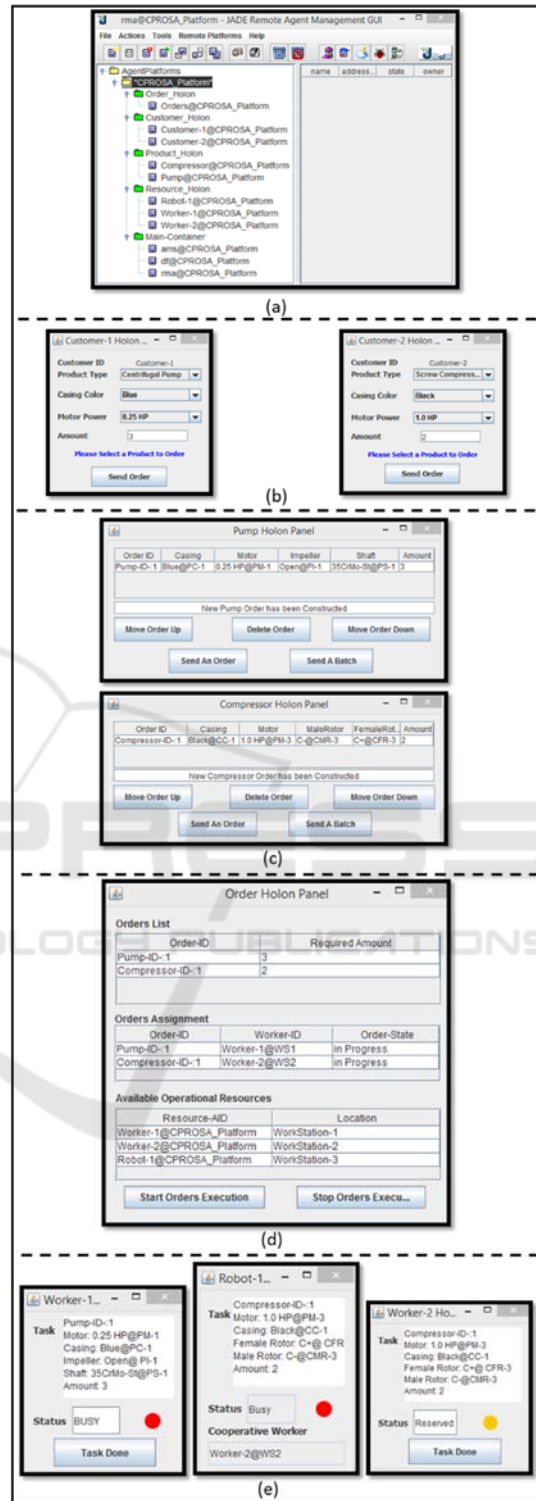 rma@CPROSA_Platform - JADE Remote Agent Management GUI
File Actions Tools Remote Platforms Help
AgentPlatforms
"CPROSA_Platform"
Order_Holon
Orders@CPROSA_Platform
Customer_Holon
Customer-1@CPROSA_Platform
Customer-2@CPROSA_Platform
Product_Holon
Compressor@CPROSA_Platform
Pump@CPROSA_Platform
Resource_Holon
Robot-1@CPROSA_Platform
Worker-1@CPROSA_Platform
Worker-2@CPROSA_Platform
Main-Container
ams@CPROSA_Platform
df@CPROSA_Platform
rma@CPROSA_Platform
name address... state owner
(a)
Customer-1 Holon ...
Customer ID Customer-1
Product Type Centrifugal Pump
Casing Color Blue
Motor Power 0.25 HP
Amount 3
Please Select a Product to Order
Send Order
Customer-2 Holon ...
Customer ID Customer-2
Product Type Screw Compress...
Casing Color Black
Motor Power 1.0 HP
Amount 2
Please Select a Product to Order
Send Order
(b)
Pump Holon Panel
Order ID Casing Motor Impeller Shaft Amount
Pump-ID-:1 Blue@PC-1 0.25 HP@PM-1 Open@PI-1 35CrMo-St@PS-1 3
New Pump Order has been Constructed
Move Order Up Delete Order Move Order Down
Send An Order Send A Batch
Compressor Holon Panel
Order ID Casing Motor MaleRotor FemaleRot... Amount
Compressor-ID-:1 Black@CC-1 1.0 HP@PM-3 C-@CMR-3 C+@CFR-3 2
New Compressor Order has been Constructed
Move Order Up Delete Order Move Order Down
Send An Order Send A Batch
(c)
Order Holon Panel
Orders List
Order-ID Required Amount
Pump-ID-:1 3
Compressor-ID-:1 2
Orders Assignment
Order-ID Worker-ID Order-State
Pump-ID-:1 Worker-1@WS1 in Progress
Compressor-ID-:1 Worker-2@WS2 in Progress
Available Operational Resources
Resource-AID Location
Worker-1@CPROSA_Platform WorkStation-1
Worker-2@CPROSA_Platform WorkStation-2
Robot-1@CPROSA_Platform WorkStation-3
Start Orders Execution Stop Orders Execu...
(d)
Worker-1...
Task Pump-ID-:1
Motor: 0.25 HP@PM-1
Casing: Blue@PC-1
Impeller: Open@ PI-1
Shaft: 35CrMo-St@PS-1
Amount: 3
Status BUSY
Task Done
Robot-1...
Task Compressor-ID-:1
Motor: 1.0 HP@PM-3
Casing: Black@CC-1
Female Rotor: C+@ CFR
Male Rotor: C-@CMR-3
Amount: 2
Status Busy
Cooperative Worker
Worker-2@WS2
Worker-2 Ho...
Task Compressor-ID-:1
Motor: 1.0 HP@PM-3
Casing: Black@CC-1
Female Rotor: C+@ CFR-3
Male Rotor: C-@CMR-3
Amount: 2
Status Reserved
Task Done
(e)
PRESS
OLOGY PUBLICATIONS